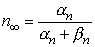 n∞ = αn / (αn + βn)